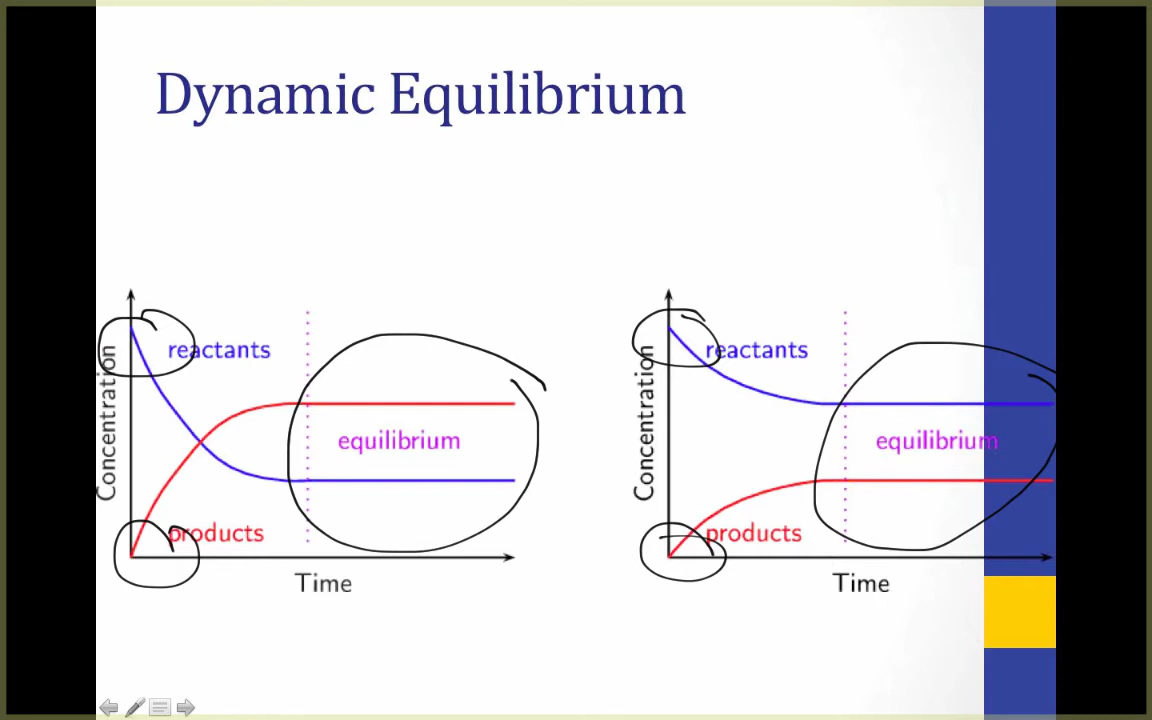 Dynamic Equilibrium
Concentration
reactants
equilibrium
products
Time
Concentration
reactants
equilibrium
products
Time